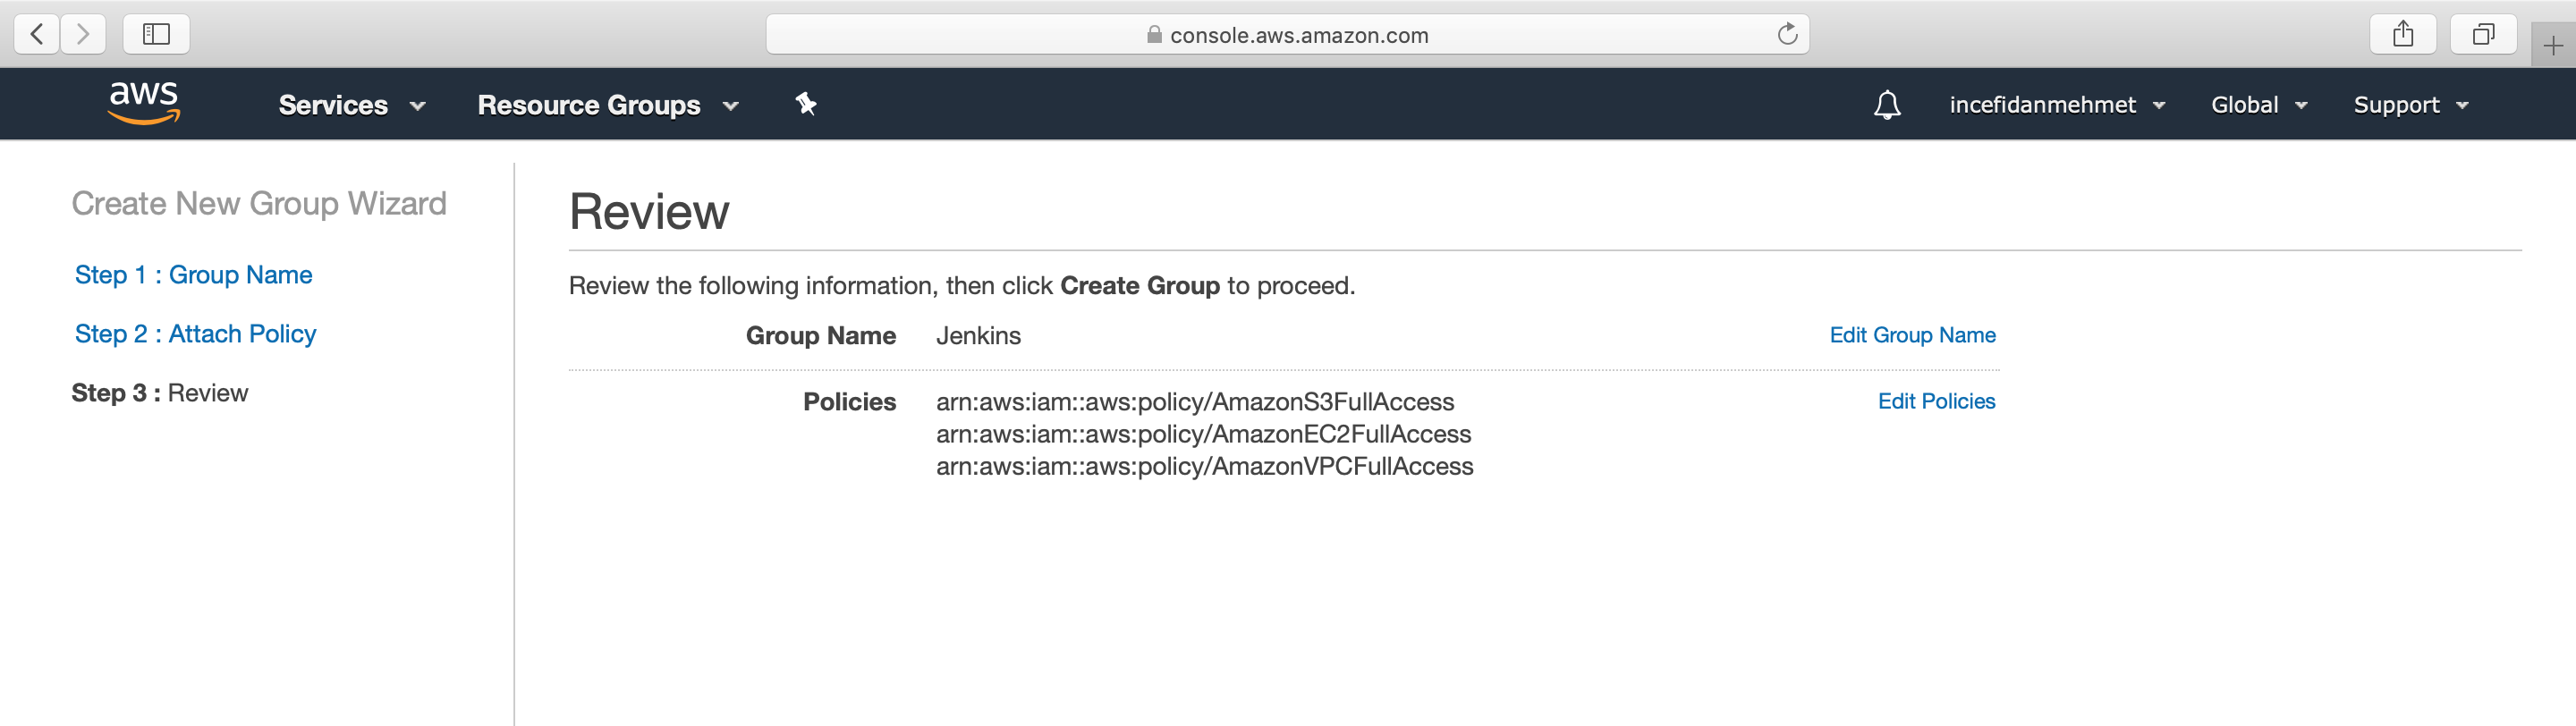 console.aws.amazon.com
aws
Services
Resource Groups
incefidanmehmet
Global
Support
Create New Group Wizard
Step 1 : Group Name
Step 2 : Attach Policy
Step 3 : Review
Review
Review the following information, then click Create Group to proceed.
Group Name Jenkins Edit Group Name
Policies arn:aws:iam::aws:policy/AmazonS3FullAccess Edit Policies
arn:aws:iam::aws:policy/AmazonEC2FullAccess
arn:aws:iam::aws:policy/AmazonVPCFullAccess